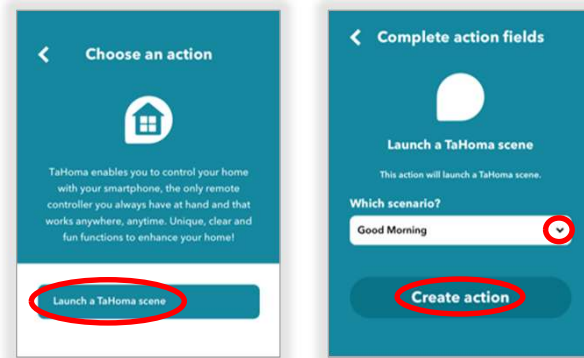 Choose an action
TaHoma enables you to control your home
with your smartphone, the only remote
controller you always have at hand and that
works anywhere, anytime. Unique, clear and
fun functions to enhance your home!
Launch a TaHoma scene
Complete action fields
Launch a TaHoma scene
This action will launch a TaHoma scene.
Which scenario?
Good Morning
Create action